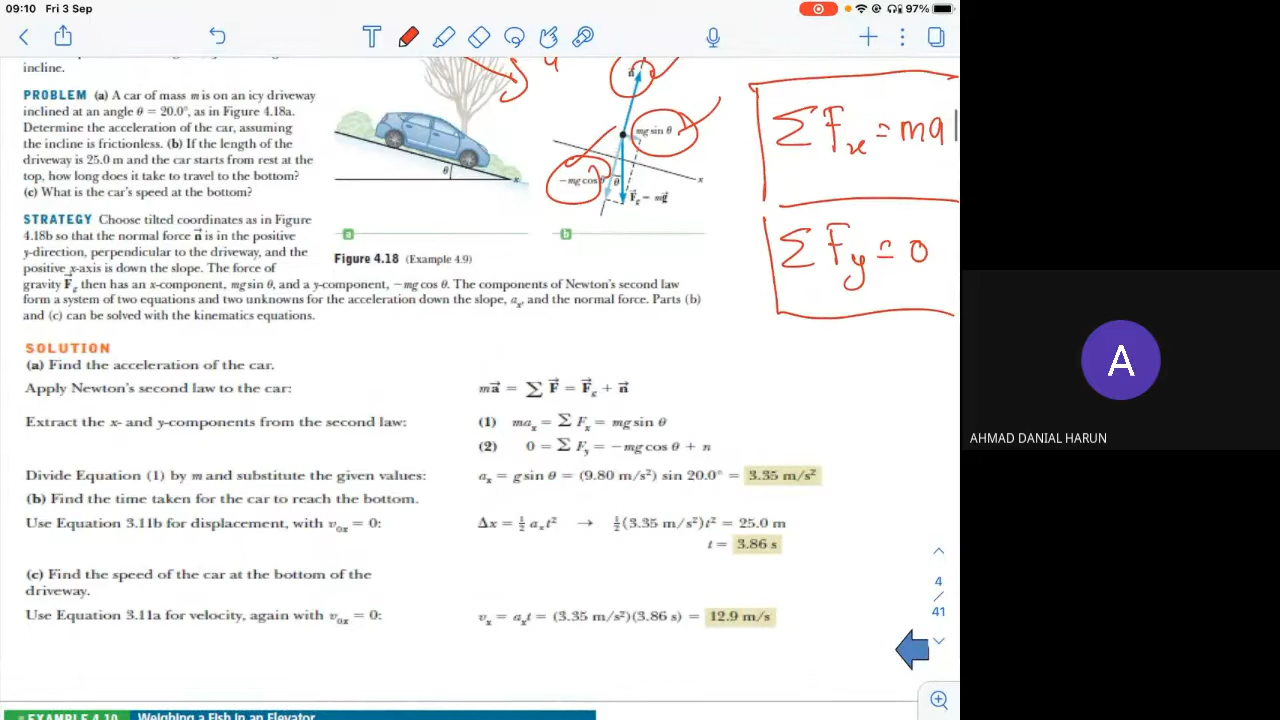 09:10 Fri 3 Sep
97%
incline.
PROBLEM (a) A car of mass m is on an icy driveway
inclined at an angle θ = 20.0°, as in Figure 4.18a.
Determine the acceleration of the car, assuming
the incline is frictionless. (b) If the length of the
driveway is 25.0 m and the car starts from rest at the
top, how long does it take to travel to the bottom?
(c) What is the car's speed at the bottom?
STRATEGY Choose tilted coordinates as in Figure
4.18b so that the normal force n⃗ is in the positive
y-direction, perpendicular to the driveway, and the
positive x-axis is down the slope. The force of
gravity F⃗g then has an x-component, mg sin θ, and a y-component, −mg cos θ. The components of Newton's second law
form a system of two equations and two unknowns for the acceleration down the slope, ax, and the normal force. Parts (b)
and (c) can be solved with the kinematics equations.
θ
x
a
n⃗
mg sin θ
−mg cos θ
θ
x
F⃗g = mg⃗
b
Figure 4.18 (Example 4.9)
Σ Fx = ma
Σ Fy = 0
SOLUTION
(a) Find the acceleration of the car.
Apply Newton's second law to the car: ma⃗ = Σ F⃗ = F⃗g + n⃗
Extract the x- and y-components from the second law: (1) max = Σ Fx = mg sin θ
(2) 0 = Σ Fy = −mg cos θ + n
Divide Equation (1) by m and substitute the given values: ax = g sin θ = (9.80 m/s²) sin 20.0° = 3.35 m/s²
(b) Find the time taken for the car to reach the bottom.
Use Equation 3.11b for displacement, with v0x = 0: Δx = ½ axt² → ½(3.35 m/s²)t² = 25.0 m
t = 3.86 s
(c) Find the speed of the car at the bottom of the
driveway.
Use Equation 3.11a for velocity, again with v0x = 0: vx = axt = (3.35 m/s²)(3.86 s) = 12.9 m/s
4
/
41
EXAMPLE 4.10 Weighing a Fish in an Elevator
A
AHMAD DANIAL HARUN